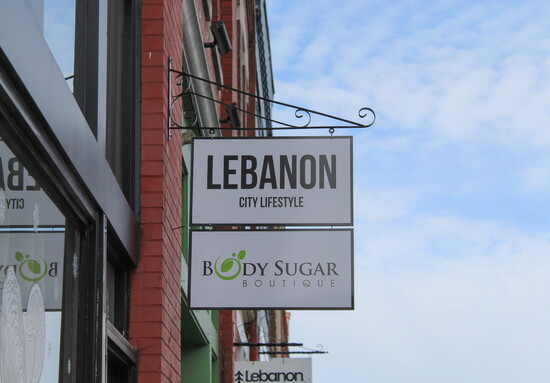 LEBANON
CITY LIFESTYLE
BODY SUGAR
BOUTIQUE
Lebanon